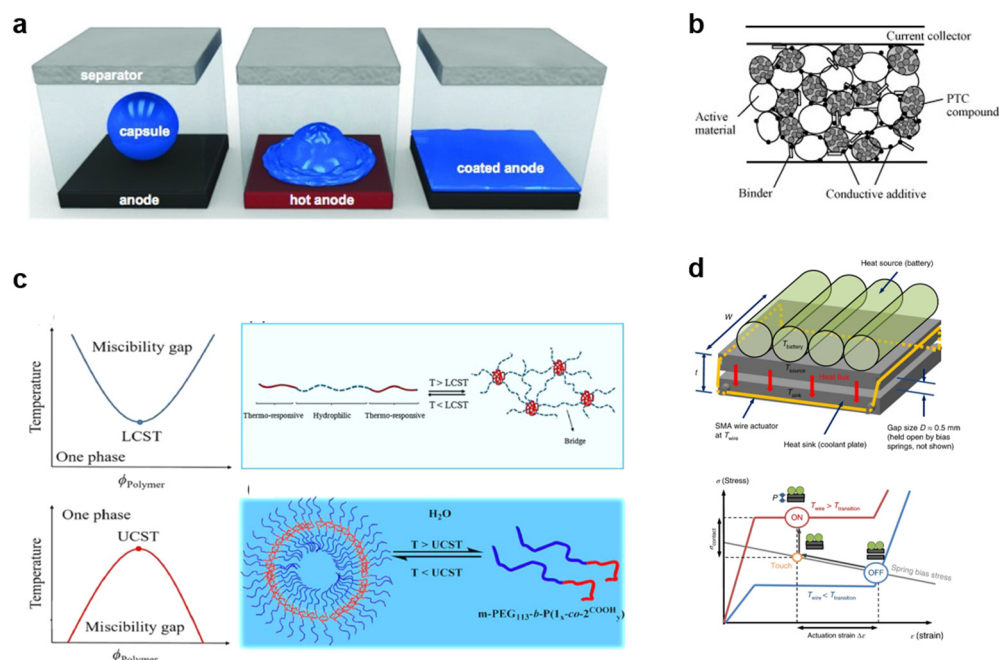 a
separator
capsule
anode
hot anode
coated anode
b
Current collector
Active
material
PTC
compound
Binder
Conductive additive
c
Temperature
Miscibility gap
LCST
One phase
ϕPolymer
T > LCST
T < LCST
Thermo-responsive
Hydrophilic
Thermo-responsive
Bridge
Temperature
One phase
UCST
Miscibility gap
ϕPolymer
H2O
T > UCST
T < UCST
m-PEG113-b-P(1x-co-2COOHy)
d
Heat source (battery)
W
Tbattery
Tsource
Heat flux
t
Tsink
SMA wire actuator
at Twire
Heat sink (coolant plate)
Gap size D ≈ 0.5 mm
(held open by bias
springs, not shown)
σ (Stress)
P
Twire > Ttransition
ON
Touch
OFF
Spring bias stress
Twire < Ttransition
Actuation strain Δε
ε (strain)